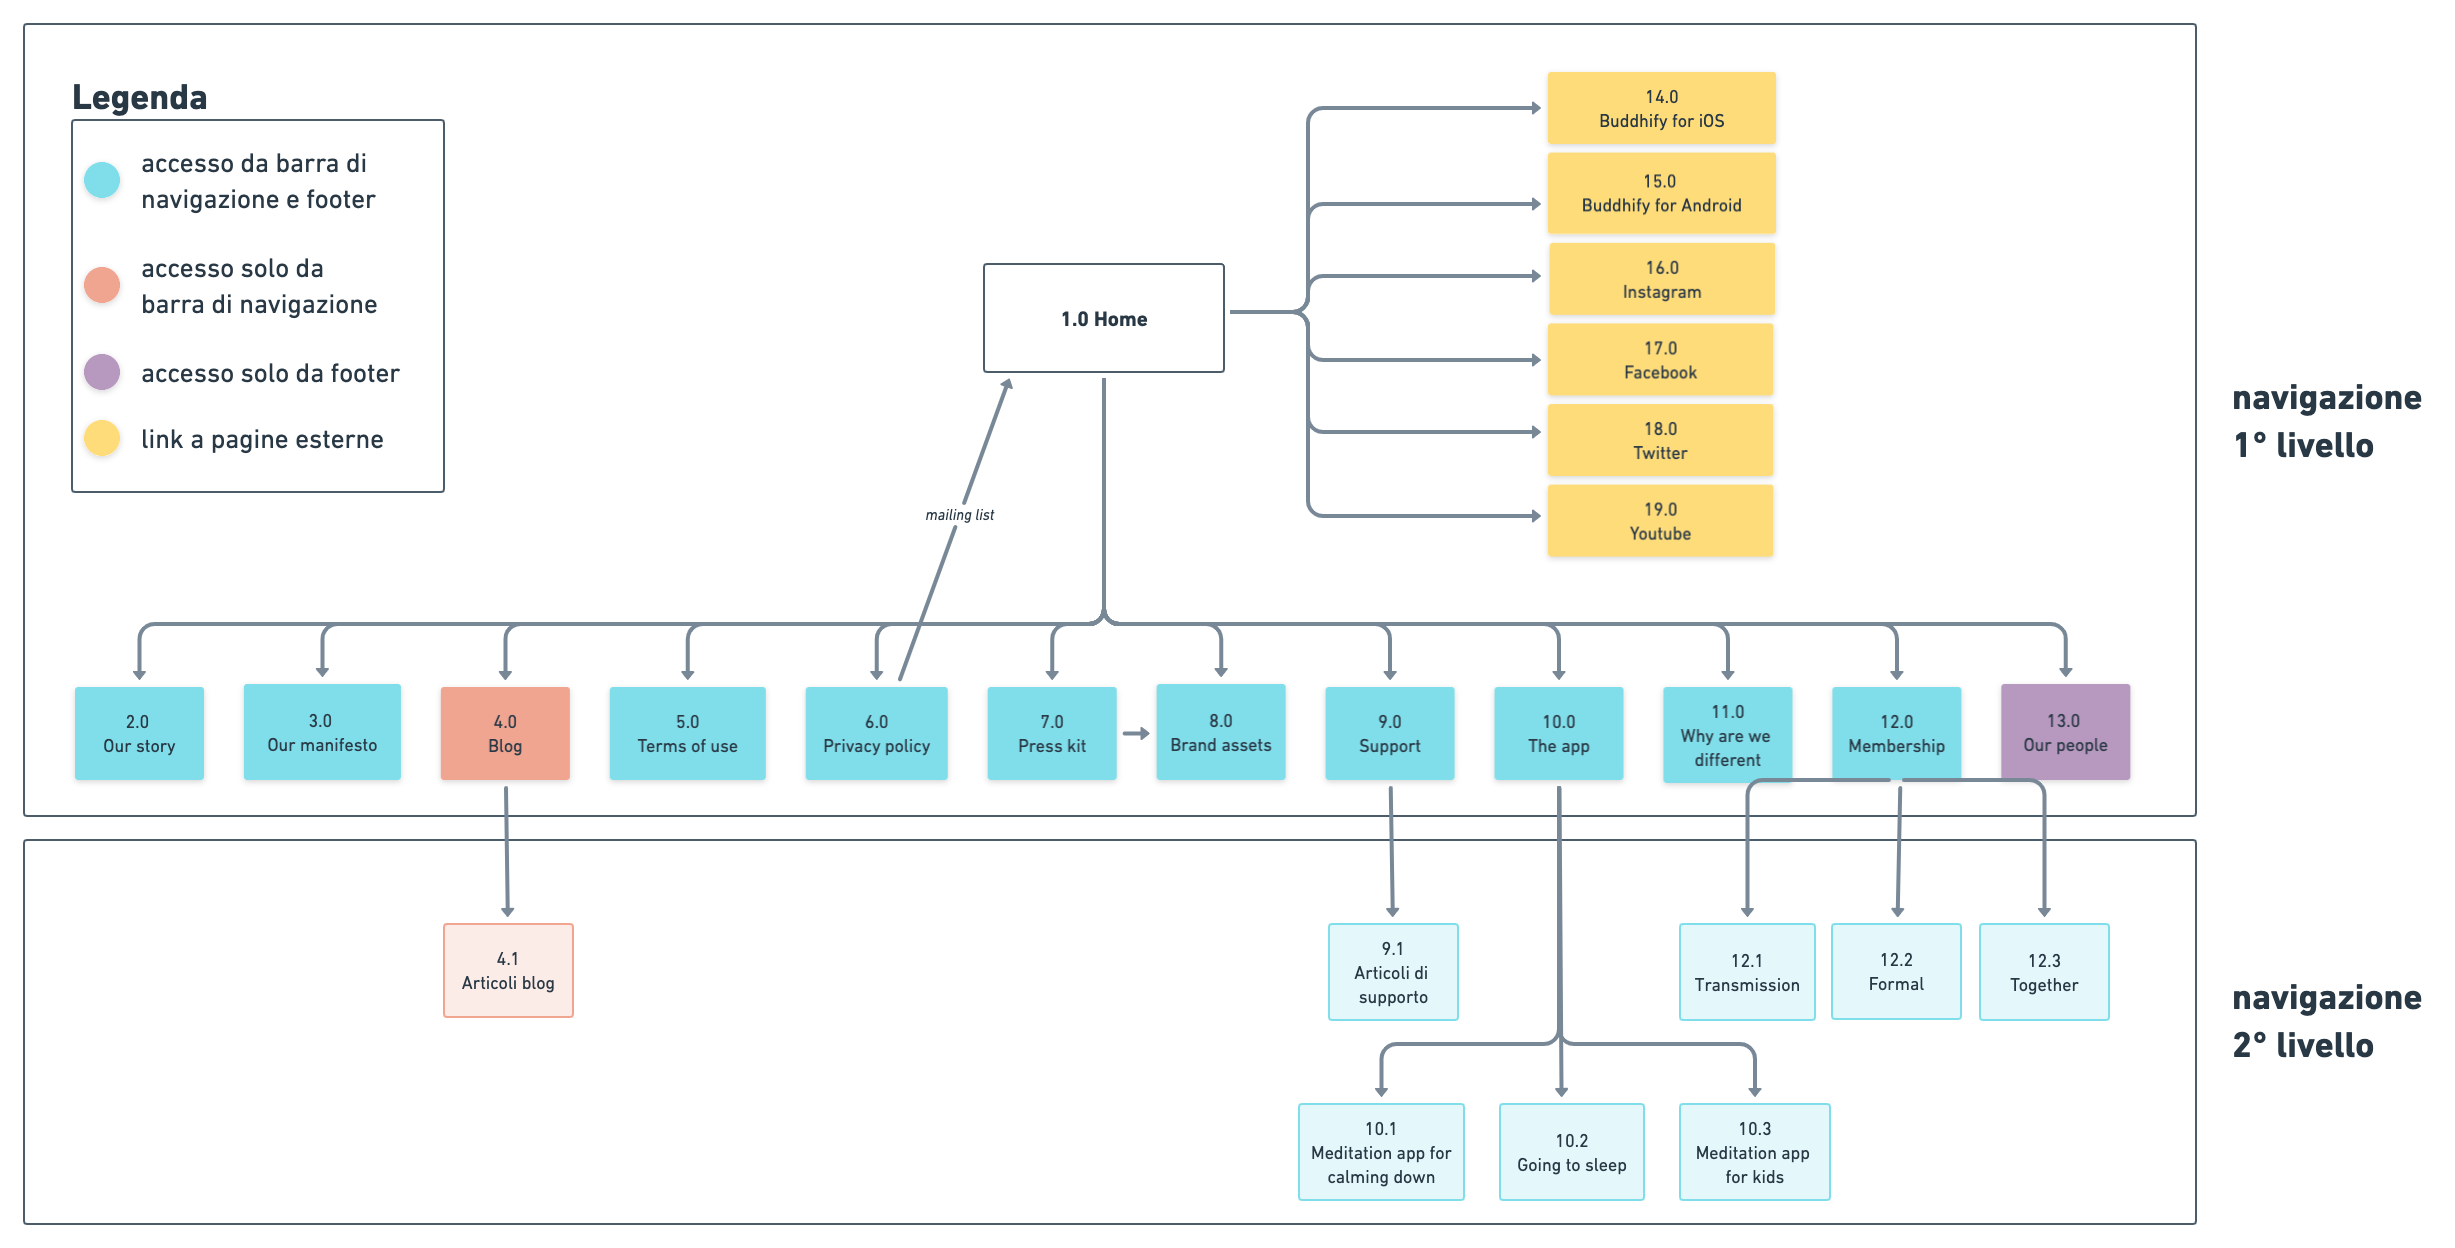 Legenda
accesso da barra di
navigazione e footer
accesso solo da
barra di navigazione
accesso solo da footer
link a pagine esterne
14.0
Buddhify for iOS
15.0
Buddhify for Android
16.0
Instagram
17.0
Facebook
18.0
Twitter
19.0
Youtube
1.0 Home
mailing list
navigazione
1° livello
2.0
Our story
3.0
Our manifesto
4.0
Blog
5.0
Terms of use
6.0
Privacy policy
7.0
Press kit
8.0
Brand assets
9.0
Support
10.0
The app
11.0
Why are we
different
12.0
Membership
13.0
Our people
4.1
Articoli blog
9.1
Articoli di
supporto
12.1
Transmission
12.2
Formal
12.3
Together
navigazione
2° livello
10.1
Meditation app for
calming down
10.2
Going to sleep
10.3
Meditation app
for kids